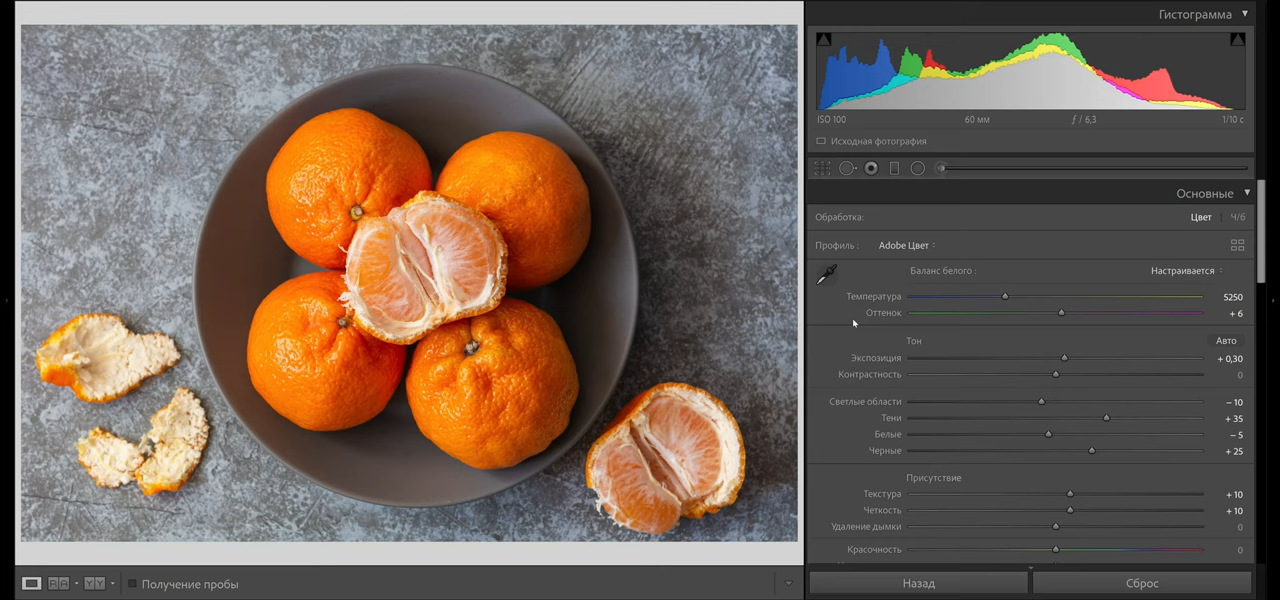 Гистограмма
ISO 100 60 мм ƒ / 6,3 1/10 с
Исходная фотография
Основные
Обработка: Цвет Ч/б
Профиль : Adobe Цвет
Баланс белого : Настраивается
Температура 5250
Оттенок + 6
Тон Авто
Экспозиция + 0,30
Контрастность 0
Светлые области − 10
Тени + 35
Белые − 5
Черные + 25
Присутствие
Текстура + 10
Четкость + 10
Удаление дымки 0
Красочность 0
Получение пробы
Назад Сброс